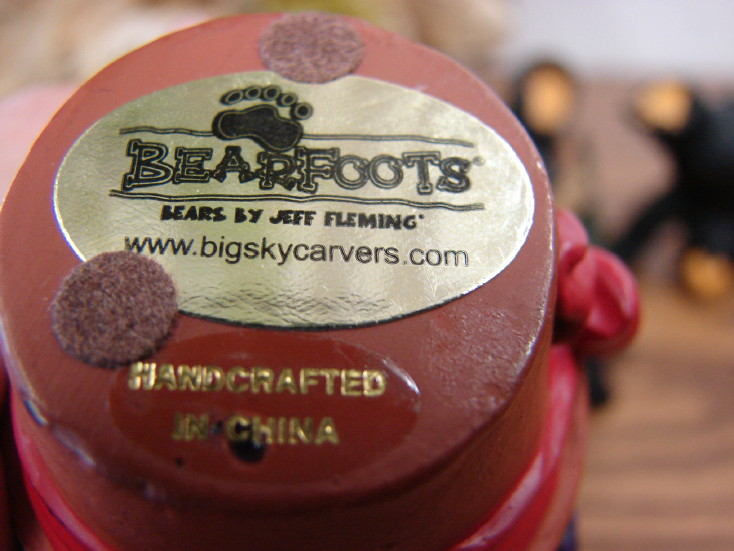 BEARFOOTS®
BEARS BY JEFF FLEMING
www.bigskycarvers.com
HANDCRAFTED
IN CHINA